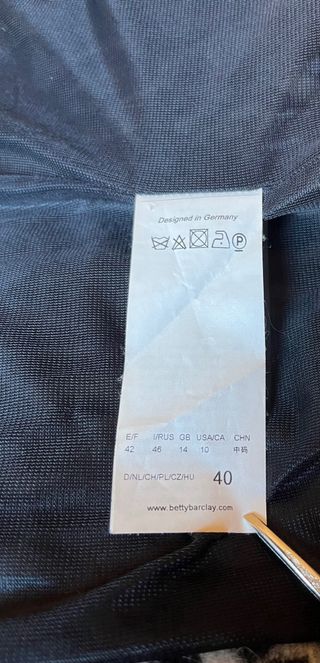 Designed in Germany
P
E/F I/RUS GB USA/CA CHN
42 46 14 10 中码
D/NL/CH/PL/CZ/HU 40
www.bettybarclay.com